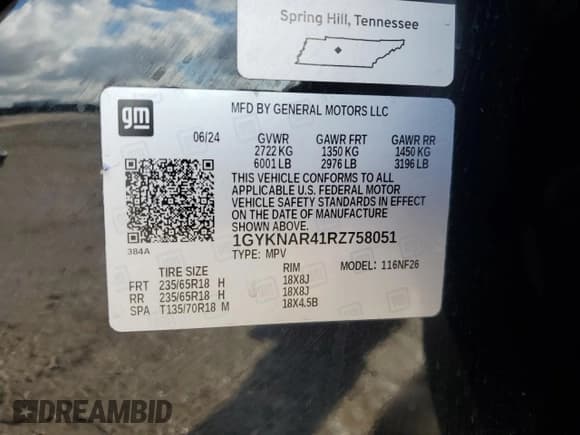 Spring Hill, Tennessee
gm
MFD BY GENERAL MOTORS LLC
06/24 GVWR GAWR FRT GAWR RR
2722 KG 1350 KG 1450 KG
6001 LB 2976 LB 3196 LB
THIS VEHICLE CONFORMS TO ALL
APPLICABLE U.S. FEDERAL MOTOR
VEHICLE SAFETY STANDARDS IN EFFECT
ON THE DATE OF MANUFACTURE
SHOWN ABOVE.
384A
1GYKNAR41RZ758051
TYPE: MPV
TIRE SIZE RIM MODEL: 116NF26
FRT 235/65R18 H 18X8J
RR 235/65R18 H 18X8J
SPA T135/70R18 M 18X4.5B
DREAMBID